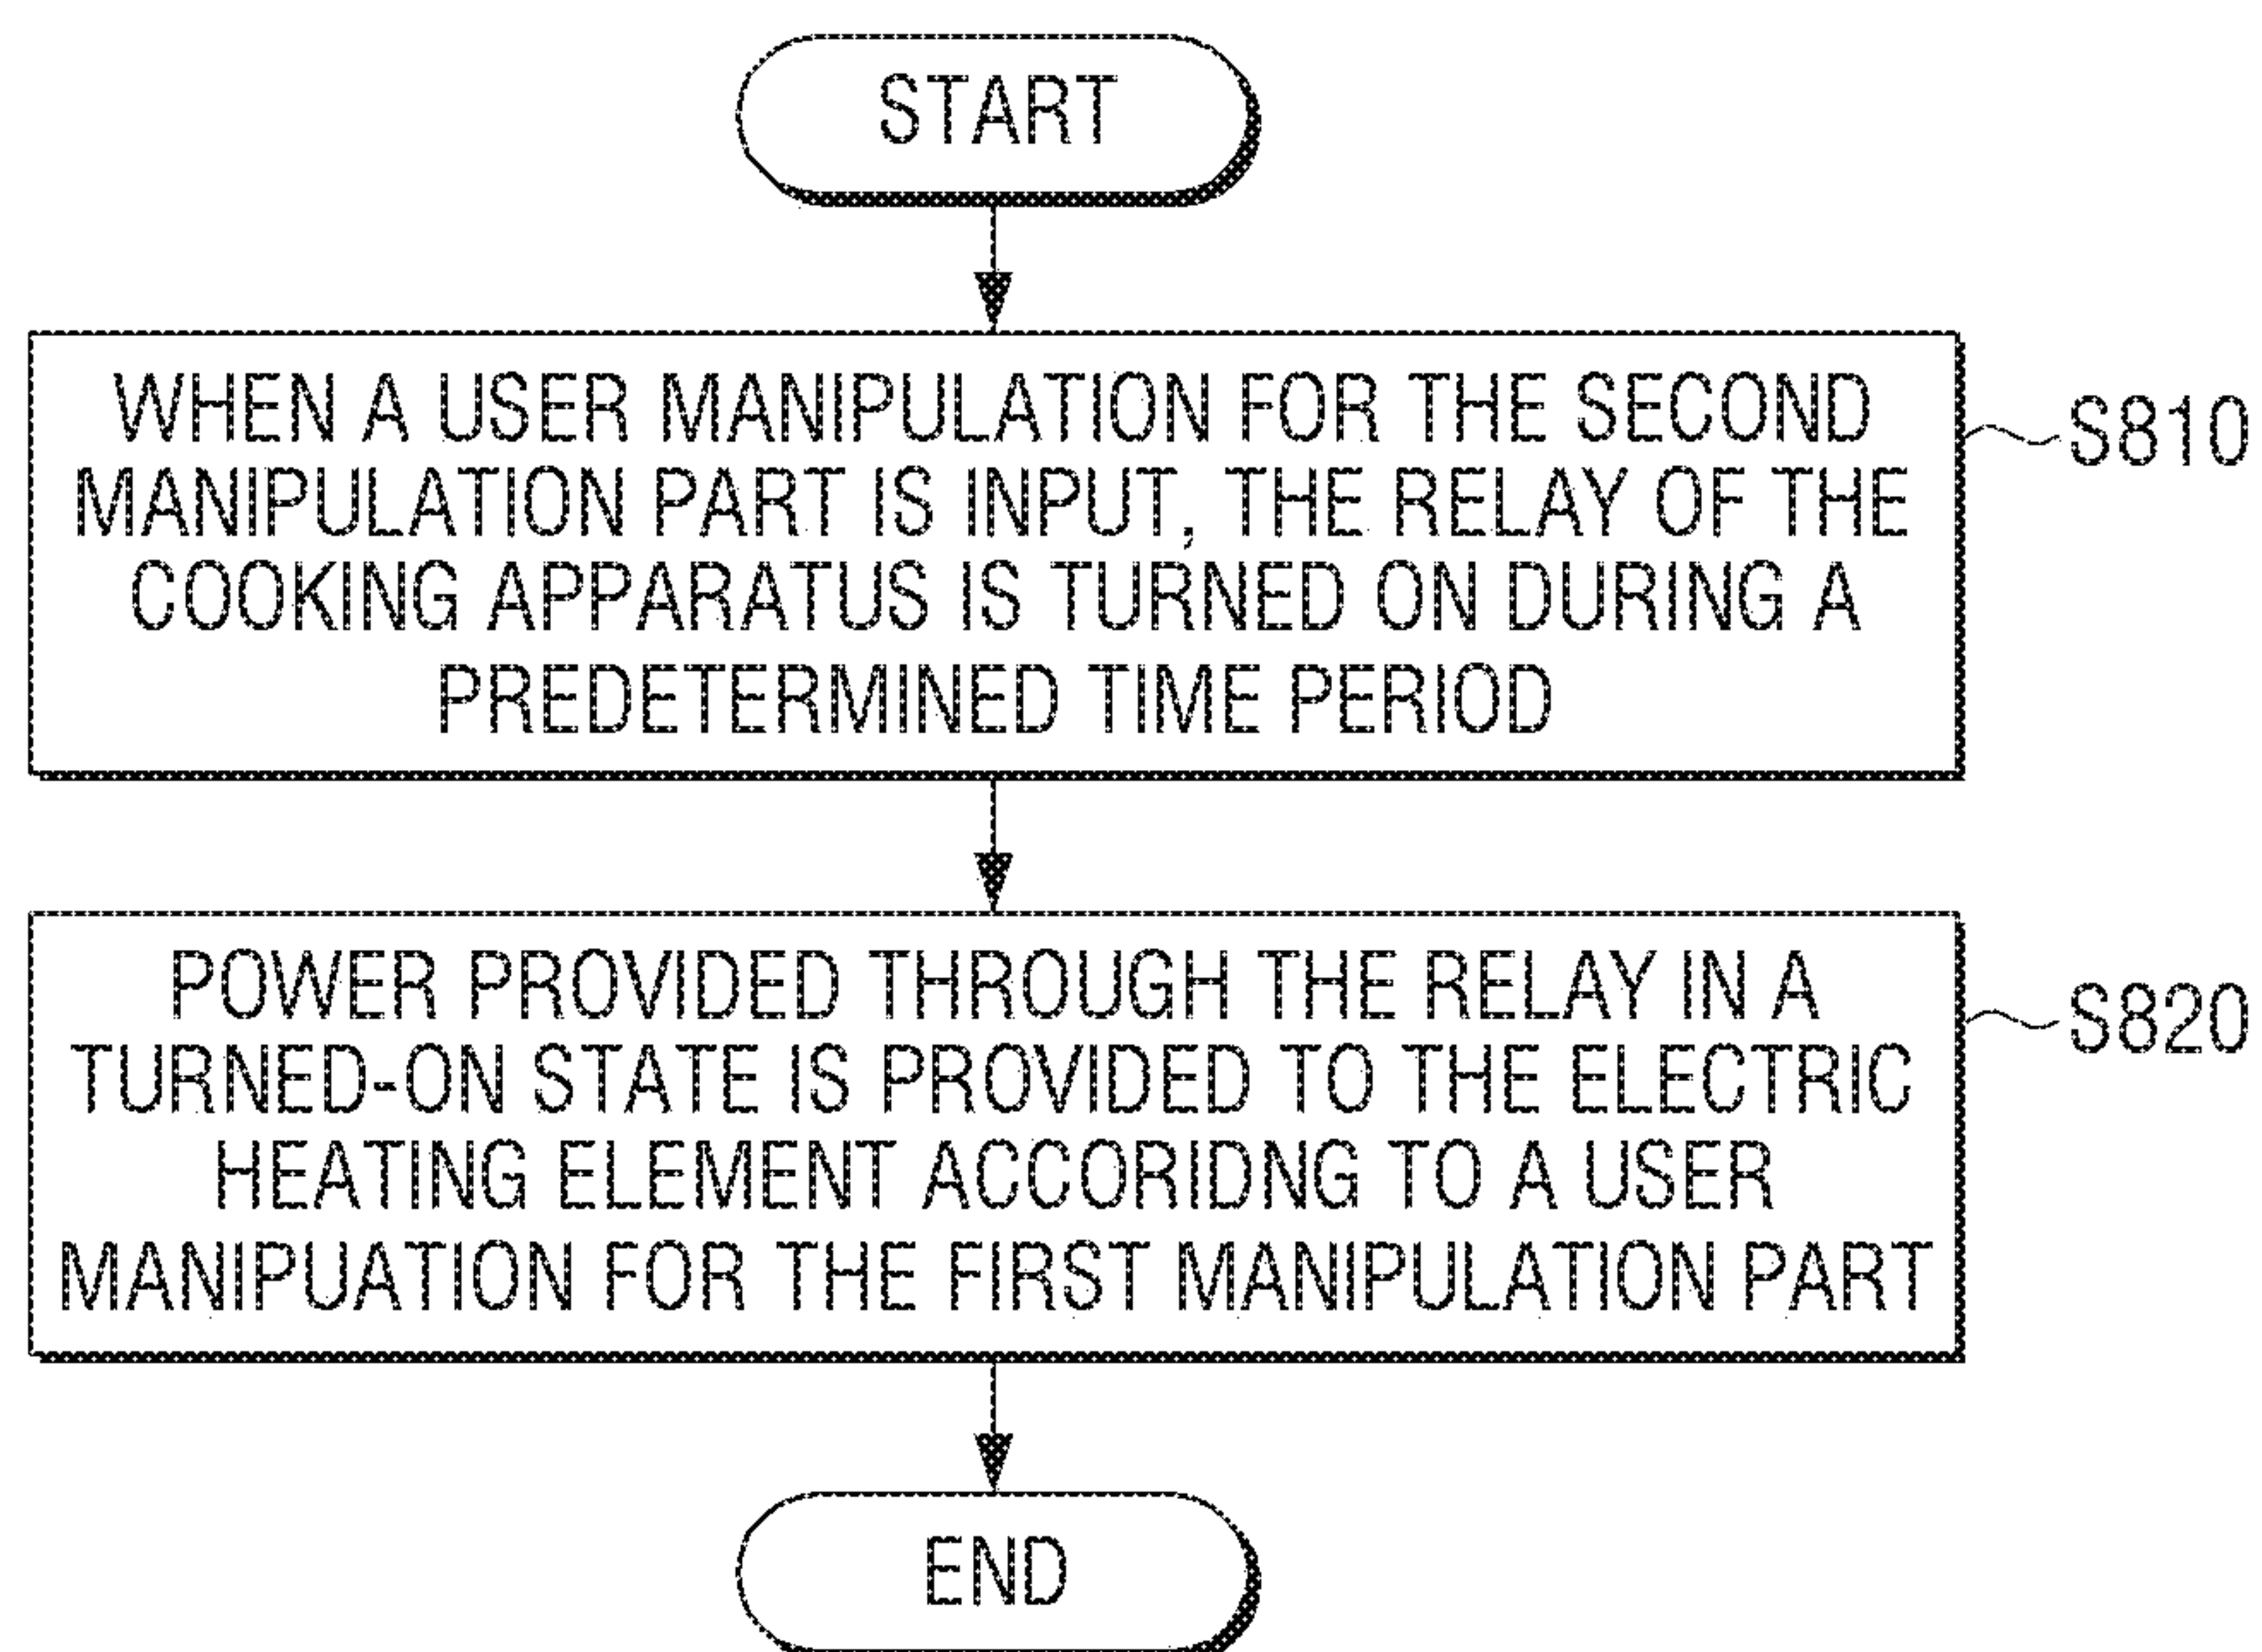 START
WHEN A USER MANIPULATION FOR THE SECOND
MANIPULATION PART IS INPUT, THE RELAY OF THE
COOKING APPARATUS IS TURNED ON DURING A
PREDETERMINED TIME PERIOD
S810
POWER PROVIDED THROUGH THE RELAY IN A
TURNED-ON STATE IS PROVIDED TO THE ELECTRIC
HEATING ELEMENT ACCORIDNG TO A USER
MANIPUATION FOR THE FIRST MANIPULATION PART
S820
END